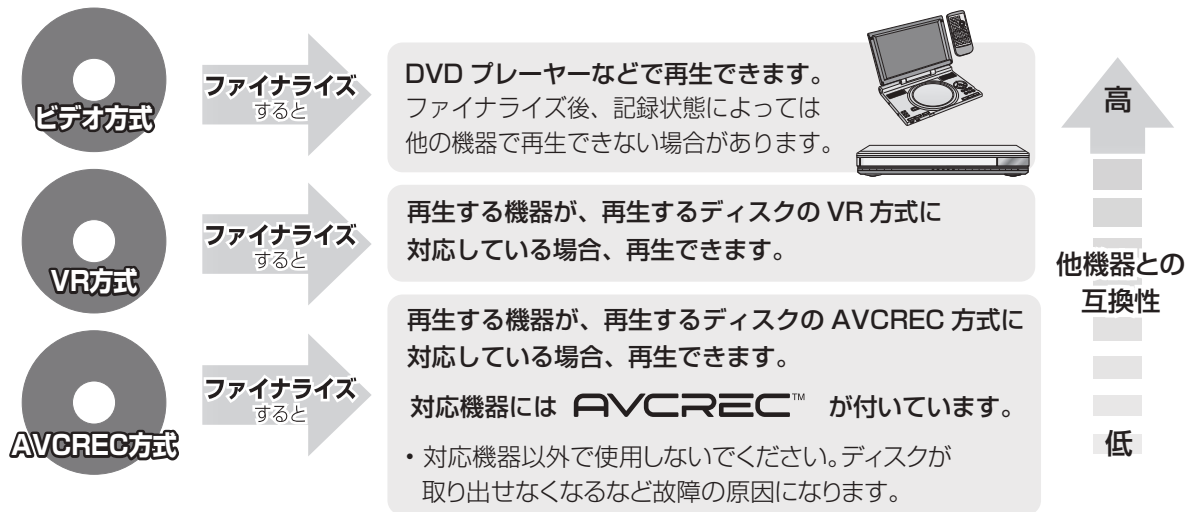 ビデオ方式
ファイナライズ
すると
DVD プレーヤーなどで再生できます。
ファイナライズ後、記録状態によっては
他の機器で再生できない場合があります。
VR方式
ファイナライズ
すると
再生する機器が、再生するディスクの VR 方式に
対応している場合、再生できます。
AVCREC方式
ファイナライズ
すると
再生する機器が、再生するディスクの AVCREC 方式に
対応している場合、再生できます。
対応機器には AVCREC™ が付いています。
・対応機器以外で使用しないでください。ディスクが
取り出せなくなるなど故障の原因になります。
高
他機器との
互換性
低